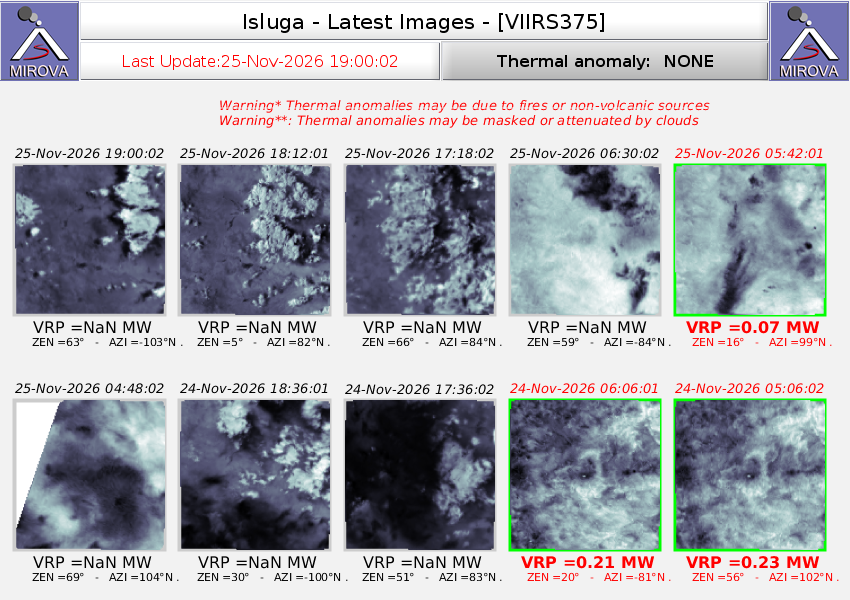 Isluga - Latest Images - [VIIRS375]
MIROVA
Last Update:25-Nov-2026 19:00:02
Thermal anomaly: NONE
MIROVA
Warning* Thermal anomalies may be due to fires or non-volcanic sources
Warning**: Thermal anomalies may be masked or attenuated by clouds
25-Nov-2026 19:00:02
25-Nov-2026 18:12:01
25-Nov-2026 17:18:02
25-Nov-2026 06:30:02
25-Nov-2026 05:42:01
VRP =NaN MW
VRP =NaN MW
VRP =NaN MW
VRP =NaN MW
VRP =0.07 MW
ZEN =63° - AZI =-103°N .
ZEN =5° - AZI =82°N .
ZEN =66° - AZI =84°N .
ZEN =59° - AZI =-84°N .
ZEN =16° - AZI =99°N .
25-Nov-2026 04:48:02
24-Nov-2026 18:36:01
24-Nov-2026 17:36:02
24-Nov-2026 06:06:01
24-Nov-2026 05:06:02
VRP =NaN MW
VRP =NaN MW
VRP =NaN MW
VRP =0.21 MW
VRP =0.23 MW
ZEN =69° - AZI =104°N .
ZEN =30° - AZI =-100°N .
ZEN =51° - AZI =83°N .
ZEN =20° - AZI =-81°N .
ZEN =56° - AZI =102°N .